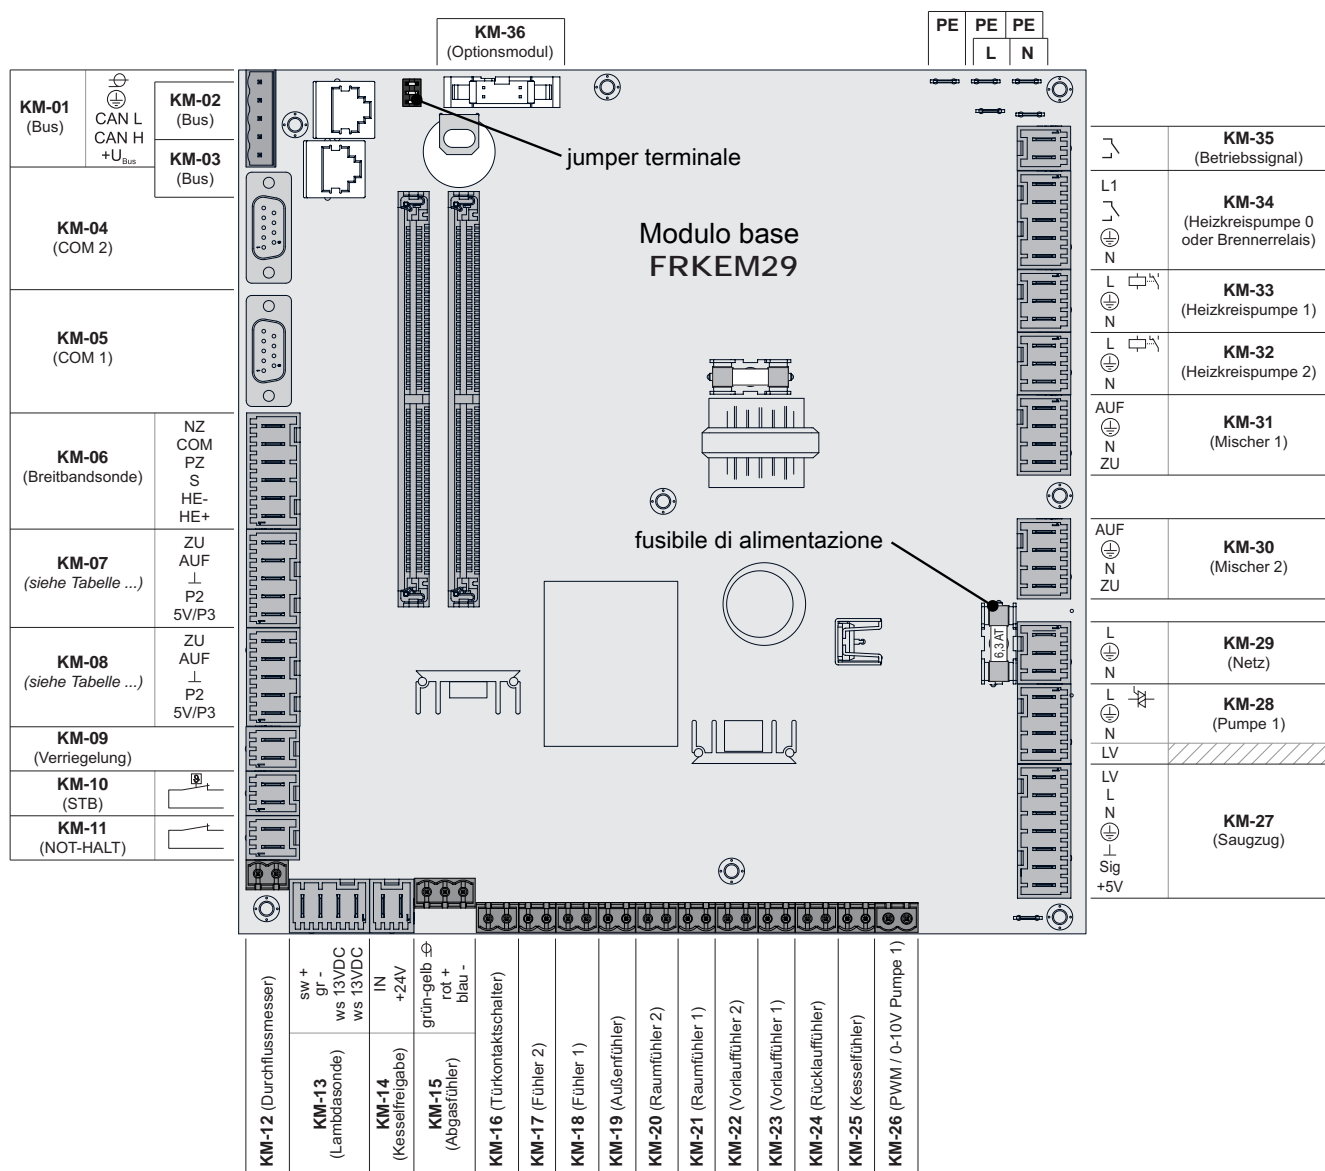 KM-36
(Optionsmodul)
PE PE PE
L N
KM-01
(Bus)
CAN L
CAN H
+U Bus
KM-02
(Bus)
KM-03
(Bus)
KM-04
(COM 2)
KM-05
(COM 1)
KM-06
(Breitbandsonde)
NZ
COM
PZ
S
HE-
HE+
KM-07
(siehe Tabelle ...)
ZU
AUF
⊥
P2
5V/P3
KM-08
(siehe Tabelle ...)
ZU
AUF
⊥
P2
5V/P3
KM-09
(Verriegelung)
KM-10
(STB)
KM-11
(NOT-HALT)
jumper terminale
Modulo base
FRKEM29
fusibile di alimentazione
6,3 AT
KM-35
(Betriebssignal)
L1
N
KM-34
(Heizkreispumpe 0
oder Brennerrelais)
L
N
KM-33
(Heizkreispumpe 1)
L
N
KM-32
(Heizkreispumpe 2)
AUF
N
ZU
KM-31
(Mischer 1)
AUF
N
ZU
KM-30
(Mischer 2)
L
N
KM-29
(Netz)
L
N
LV
KM-28
(Pumpe 1)
LV
L
N
⊥
Sig
+5V
KM-27
(Saugzug)
KM-12 (Durchflussmesser)
sw +
gr -
ws 13VDC
ws 13VDC
KM-13
(Lambdasonde)
IN
+24V
KM-14
(Kesselfreigabe)
grün-gelb
rot +
blau -
KM-15
(Abgasfühler)
KM-16 (Türkontaktschalter)
KM-17 (Fühler 2)
KM-18 (Fühler 1)
KM-19 (Außenfühler)
KM-20 (Raumfühler 2)
KM-21 (Raumfühler 1)
KM-22 (Vorlauffühler 2)
KM-23 (Vorlauffühler 1)
KM-24 (Rücklauffühler)
KM-25 (Kesselfühler)
KM-26 (PWM / 0-10V Pumpe 1)